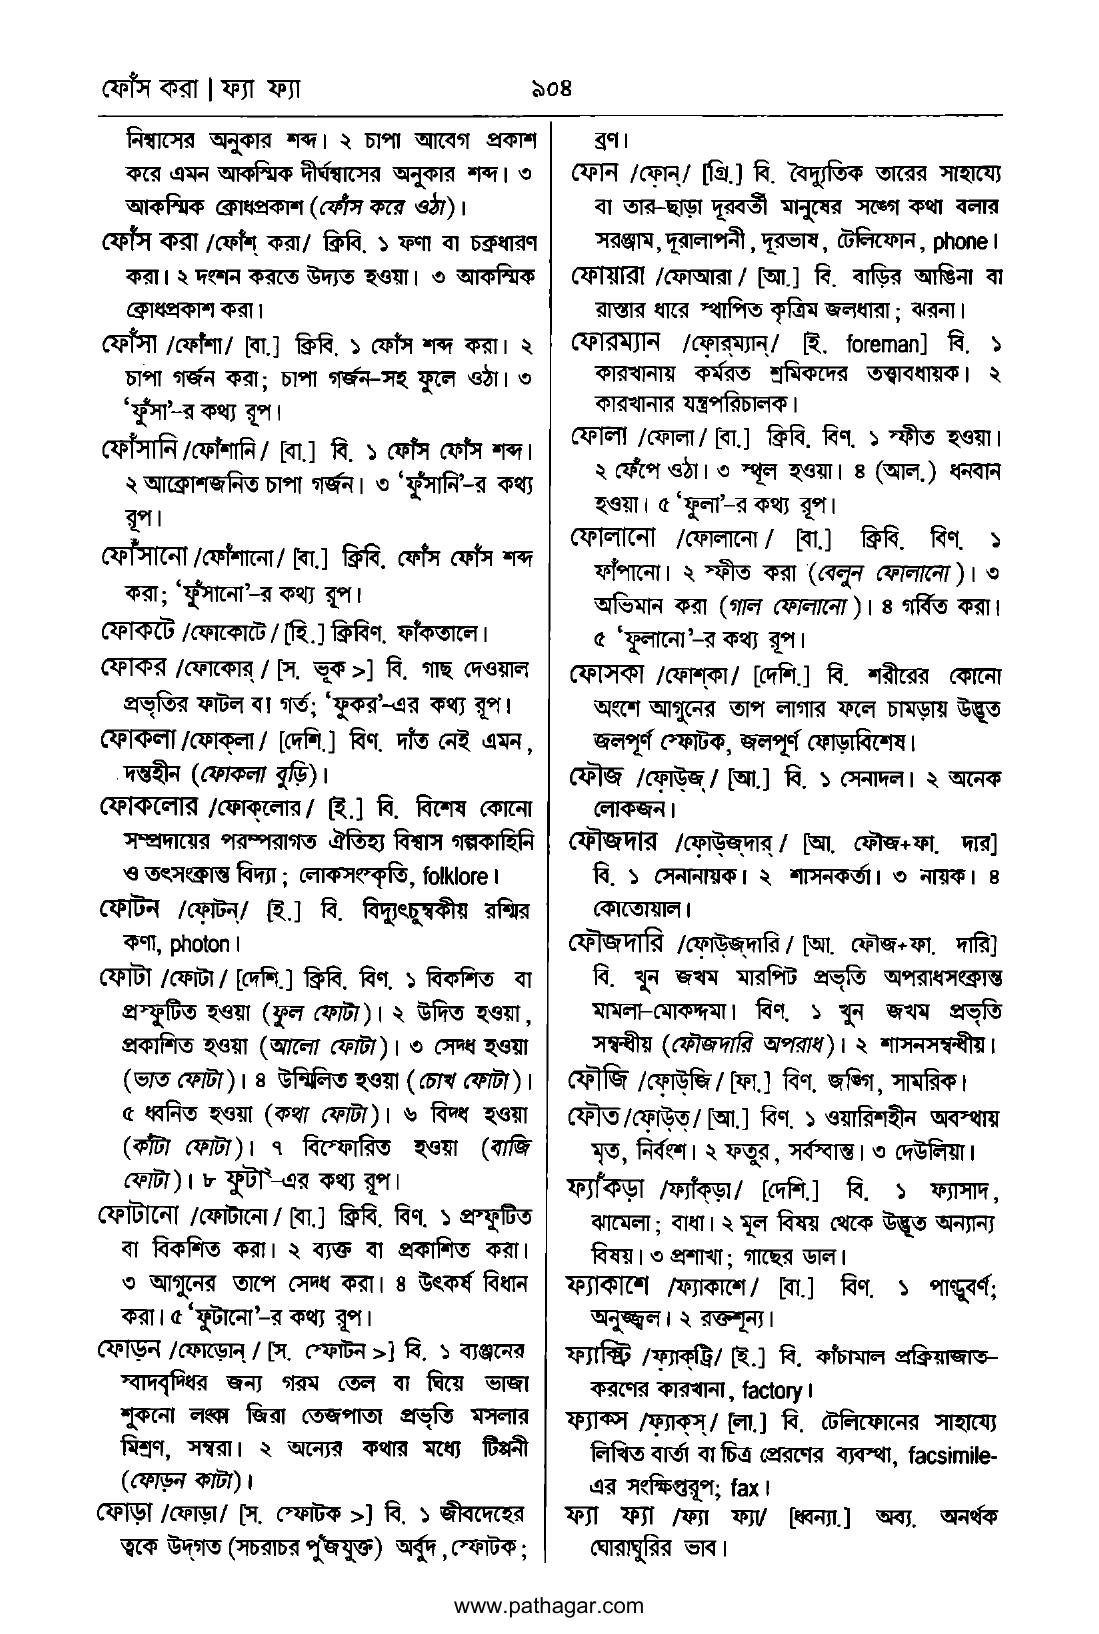 ফোঁস করা | ফ্যা ফ্যা
৯০৪
নিশ্বাসের অনুকার শব্দ। ২ চাপা আবেগ প্রকাশ
করে এমন আকস্মিক দীর্ঘশ্বাসের অনুকার শব্দ। ৩
আকস্মিক ক্রোধপ্রকাশ (ফোঁস করে ওঠা)।
ফোঁস করা /ফোঁশ্ করা/ ক্রিবি. ১ ফণা বা চক্রধারণ
করা। ২ দংশন করতে উদ্যত হওয়া। ৩ আকস্মিক
ক্রোধপ্রকাশ করা।
ফোঁসা /ফোঁশা/ [বা.] ক্রিবি. ১ ফোঁস শব্দ করা। ২
চাপা গর্জন করা; চাপা গর্জন-সহ ফুলে ওঠা। ৩
‘ফুঁসা’-র কথ্য রূপ।
ফোঁসানি /ফোঁশানি/ [বা.] বি. ১ ফোঁস ফোঁস শব্দ।
২ আক্রোশজনিত চাপা গর্জন। ৩ ‘ফুঁসানি’-র কথ্য
রূপ।
ফোঁসানো /ফোঁশানো/ [বা.] ক্রিবি. ফোঁস ফোঁস শব্দ
করা; ‘ফুঁসানো’-র কথ্য রূপ।
ফোকটে /ফোকোটে/ [হি.] ক্রিবিণ. ফাঁকতালে।
ফোকর /ফোকোর্/ [স. ভূক >] বি. গাছ দেওয়াল
প্রভৃতির ফাটল বা গর্ত; ‘ফুকর’-এর কথ্য রূপ।
ফোকলা /ফোক্‌লা/ [দেশি.] বিণ. দাঁত নেই এমন,
দন্তহীন (ফোকলা বুড়ি)।
ফোকলোর /ফোক্‌লোর/ [ই.] বি. বিশেষ কোনো
সম্প্রদায়ের পরম্পরাগত ঐতিহ্য বিশ্বাস গল্পকাহিনি
ও তৎসংক্রান্ত বিদ্যা; লোকসংস্কৃতি, folklore।
ফোটন /ফ়োটন্/ [ই.] বি. বিদ্যুৎচুম্বকীয় রশ্মির
কণা, photon।
ফোটা /ফোটা/ [দেশি.] ক্রিবি. বিণ. ১ বিকশিত বা
প্রস্ফুটিত হওয়া (ফুল ফোটা)। ২ উদিত হওয়া,
প্রকাশিত হওয়া (আলো ফোটা)। ৩ সেদ্ধ হওয়া
(ভাত ফোটা)। ৪ উন্মিলিত হওয়া (চোখ ফোটা)।
৫ ধ্বনিত হওয়া (কথা ফোটা)। ৬ বিদ্ধ হওয়া
(কাঁটা ফোটা)। ৭ বিস্ফোরিত হওয়া (বাজি
ফোটা)। ৮ ফুটা২-এর কথ্য রূপ।
ফোটানো /ফোটানো/ [বা.] ক্রিবি. বিণ. ১ প্রস্ফুটিত
বা বিকশিত করা। ২ ব্যক্ত বা প্রকাশিত করা।
৩ আগুনের তাপে সেদ্ধ করা। ৪ উৎকর্ষ বিধান
করা। ৫ ‘ফুটানো’-র কথ্য রূপ।
ফোড়ন /ফোড়োন্/ [স. স্ফোটন >] বি. ১ ব্যঞ্জনের
স্বাদবৃদ্ধির জন্য গরম তেল বা ঘিয়ে ভাজা
শুকনো লঙ্কা জিরা তেজপাতা প্রভৃতি মসলার
মিশ্রণ, সম্বরা। ২ অন্যের কথার মধ্যে টিপ্পনী
(ফোড়ন কাটা)।
ফোড়া /ফোড়া/ [স. স্ফোটক >] বি. ১ জীবদেহের
ত্বকে উদ্‌গত (সচরাচর পুঁজযুক্ত) অর্বুদ, স্ফোটক;
ব্রণ।
ফোন /ফ়োন্/ [গ্রি.] বি. বৈদ্যুতিক তারের সাহায্যে
বা তার-ছাড়া দূরবর্তী মানুষের সঙ্গে কথা বলার
সরঞ্জাম, দূরালাপনী, দূরভাষ, টেলিফোন, phone।
ফোয়ারা /ফোআরা/ [আ.] বি. বাড়ির আঙিনা বা
রাস্তার ধারে স্থাপিত কৃত্রিম জলধারা; ঝরনা।
ফোরম্যান /ফ়োর্‌ম্যান্/ [ই. foreman] বি. ১
কারখানায় কর্মরত শ্রমিকদের তত্ত্বাবধায়ক। ২
কারখানার যন্ত্রপরিচালক।
ফোলা /ফোলা/ [বা.] ক্রিবি. বিণ. ১ স্ফীত হওয়া।
২ ফেঁপে ওঠা। ৩ স্থূল হওয়া। ৪ (আল.) ধনবান
হওয়া। ৫ ‘ফুলা’-র কথ্য রূপ।
ফোলানো /ফোলানো/ [বা.] ক্রিবি. বিণ. ১
ফাঁপানো। ২ স্ফীত করা (বেলুন ফোলানো)। ৩
অভিমান করা (গাল ফোলানো)। ৪ গর্বিত করা।
৫ ‘ফুলানো’-র কথ্য রূপ।
ফোসকা /ফোশ্‌কা/ [দেশি.] বি. শরীরের কোনো
অংশে আগুনের তাপ লাগার ফলে চামড়ায় উদ্ভূত
জলপূর্ণ স্ফোটক, জলপূর্ণ ফোড়াবিশেষ।
ফৌজ /ফ়োউ্‌জ়্/ [আ.] বি. ১ সেনাদল। ২ অনেক
লোকজন।
ফৌজদার /ফ়োউ্‌জ্‌দার্/ [আ. ফৌজ+ফা. দার]
বি. ১ সেনানায়ক। ২ শাসনকর্তা। ৩ নায়ক। ৪
কোতোয়াল।
ফৌজদারি /ফ়োউ্‌জ্‌দারি/ [আ. ফৌজ+ফা. দারি]
বি. খুন জখম মারপিট প্রভৃতি অপরাধসংক্রান্ত
মামলা-মোকদ্দমা। বিণ. ১ খুন জখম প্রভৃতি
সম্বন্ধীয় (ফৌজদারি অপরাধ)। ২ শাসনসম্বন্ধীয়।
ফৌজি /ফ়োউ্‌জি/ [ফা.] বিণ. জঙ্গি, সামরিক।
ফৌত /ফ়োউ্‌ত্/ [আ.] বিণ. ১ ওয়ারিশহীন অবস্থায়
মৃত, নির্বংশ। ২ ফতুর, সর্বস্বান্ত। ৩ দেউলিয়া।
ফ্যাঁকড়া /ফ্যাঁক্‌ড়া/ [দেশি.] বি. ১ ফ্যাসাদ,
ঝামেলা; বাধা। ২ মূল বিষয় থেকে উদ্ভূত অন্যান্য
বিষয়। ৩ প্রশাখা; গাছের ডাল।
ফ্যাকাশে /ফ্যাকাশে/ [বা.] বিণ. ১ পাণ্ডুবর্ণ;
অনুজ্জ্বল। ২ রক্তশূন্য।
ফ্যাক্ট্রি /ফ়্যাক্‌ট্রি/ [ই.] বি. কাঁচামাল প্রক্রিয়াজাত-
করণের কারখানা, factory।
ফ্যাক্স /ফ়্যাক্‌স্/ [লা.] বি. টেলিফোনের সাহায্যে
লিখিত বার্তা বা চিত্র প্রেরণের ব্যবস্থা, facsimile-
এর সংক্ষিপ্তরূপ; fax।
ফ্যা ফ্যা /ফ্যা ফ্যা/ [ধ্বন্যা.] অব্য. অনর্থক
ঘোরাঘুরির ভাব।
www.pathagar.com